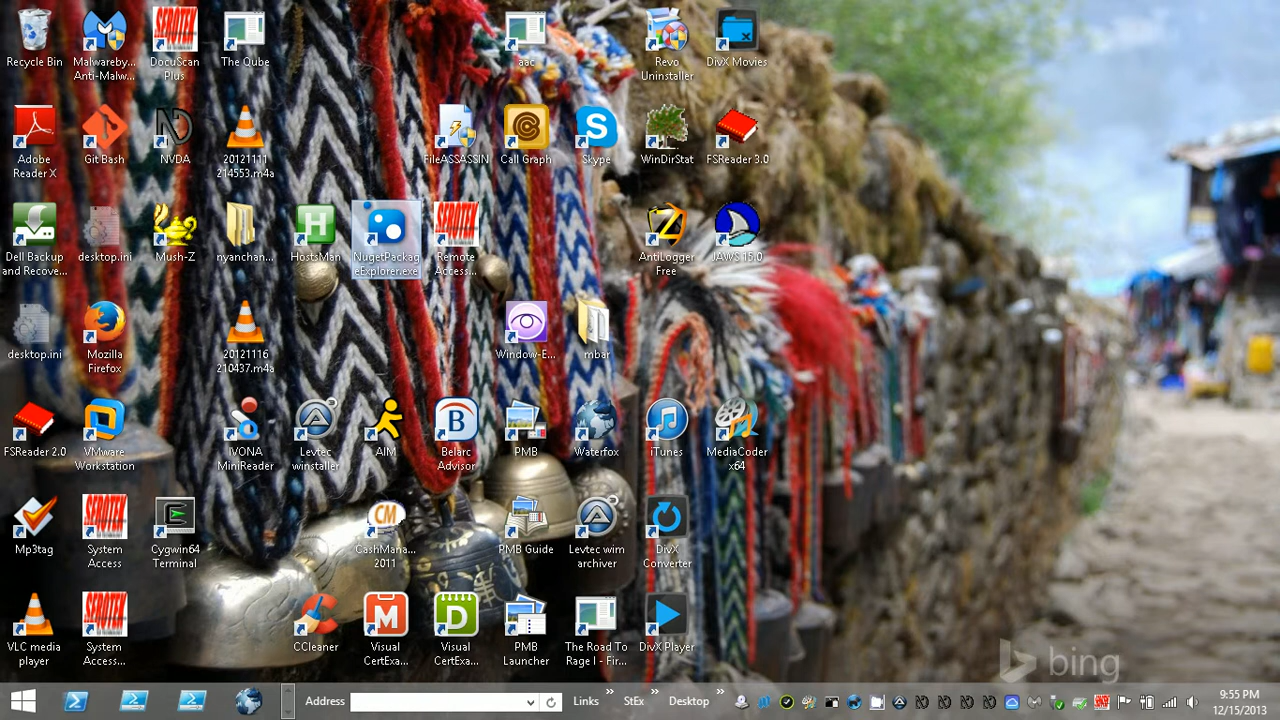 Recycle Bin
Malwareby...
Anti-Malw...
SEROTEK
DocuScan
Plus
The Qube
aac
Revo
Uninstaller
DivX Movies
Adobe
Reader X
Git Bash
NVDA
20121111
214553.m4a
FileASSASSIN
Call Graph
Skype
WinDirStat
FSReader 3.0
Dell Backup
and Recove...
desktop.ini
Mush-Z
nyanchan...
H
HostsMan
NugetPackag
eExplorer.exe
SEROTEK
Remote
Access...
AntiLogger
Free
JAWS 15.0
desktop.ini
Mozilla
Firefox
20121116
210437.m4a
Window-E...
mbar
FSReader 2.0
VMware
Workstation
IVONA
MiniReader
Levtec
winstaller
AIM
B
Belarc
Advisor
PMB
Waterfox
iTunes
MediaCoder
x64
Mp3tag
SEROTEK
System
Access
Cygwin64
Terminal
CM
CashMana...
2011
PMB Guide
Levtec wim
archiver
DivX
Converter
VLC media
player
SEROTEK
System
Access...
CCleaner
M
Visual
CertExa...
D
Visual
CertExa...
PMB
Launcher
The Road To
Rage I - Fir...
DivX Player
bing
Address
Links
StEx
Desktop
9:55 PM
12/15/2013